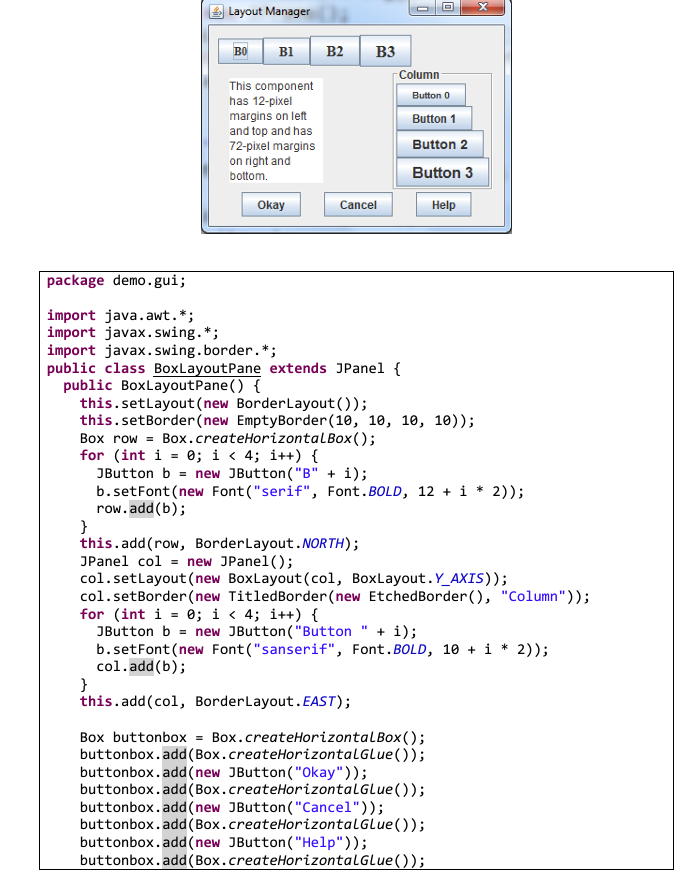 Layout Manager
B0 B1 B2 B3
This component
has 12-pixel
margins on left
and top and has
72-pixel margins
on right and
bottom.
Column
Button 0
Button 1
Button 2
Button 3
Okay Cancel Help
package demo.gui;
import java.awt.*;
import javax.swing.*;
import javax.swing.border.*;
public class BoxLayoutPane extends JPanel {
public BoxLayoutPane() {
this.setLayout(new BorderLayout());
this.setBorder(new EmptyBorder(10, 10, 10, 10));
Box row = Box.createHorizontalBox();
for (int i = 0; i < 4; i++) {
JButton b = new JButton("B" + i);
b.setFont(new Font("serif", Font.BOLD, 12 + i * 2));
row.add(b);
}
this.add(row, BorderLayout.NORTH);
JPanel col = new JPanel();
col.setLayout(new BoxLayout(col, BoxLayout.Y_AXIS));
col.setBorder(new TitledBorder(new EtchedBorder(), "Column"));
for (int i = 0; i < 4; i++) {
JButton b = new JButton("Button " + i);
b.setFont(new Font("sanserif", Font.BOLD, 10 + i * 2));
col.add(b);
}
this.add(col, BorderLayout.EAST);
Box buttonbox = Box.createHorizontalBox();
buttonbox.add(Box.createHorizontalGlue());
buttonbox.add(new JButton("Okay"));
buttonbox.add(Box.createHorizontalGlue());
buttonbox.add(new JButton("Cancel"));
buttonbox.add(Box.createHorizontalGlue());
buttonbox.add(new JButton("Help"));
buttonbox.add(Box.createHorizontalGlue());